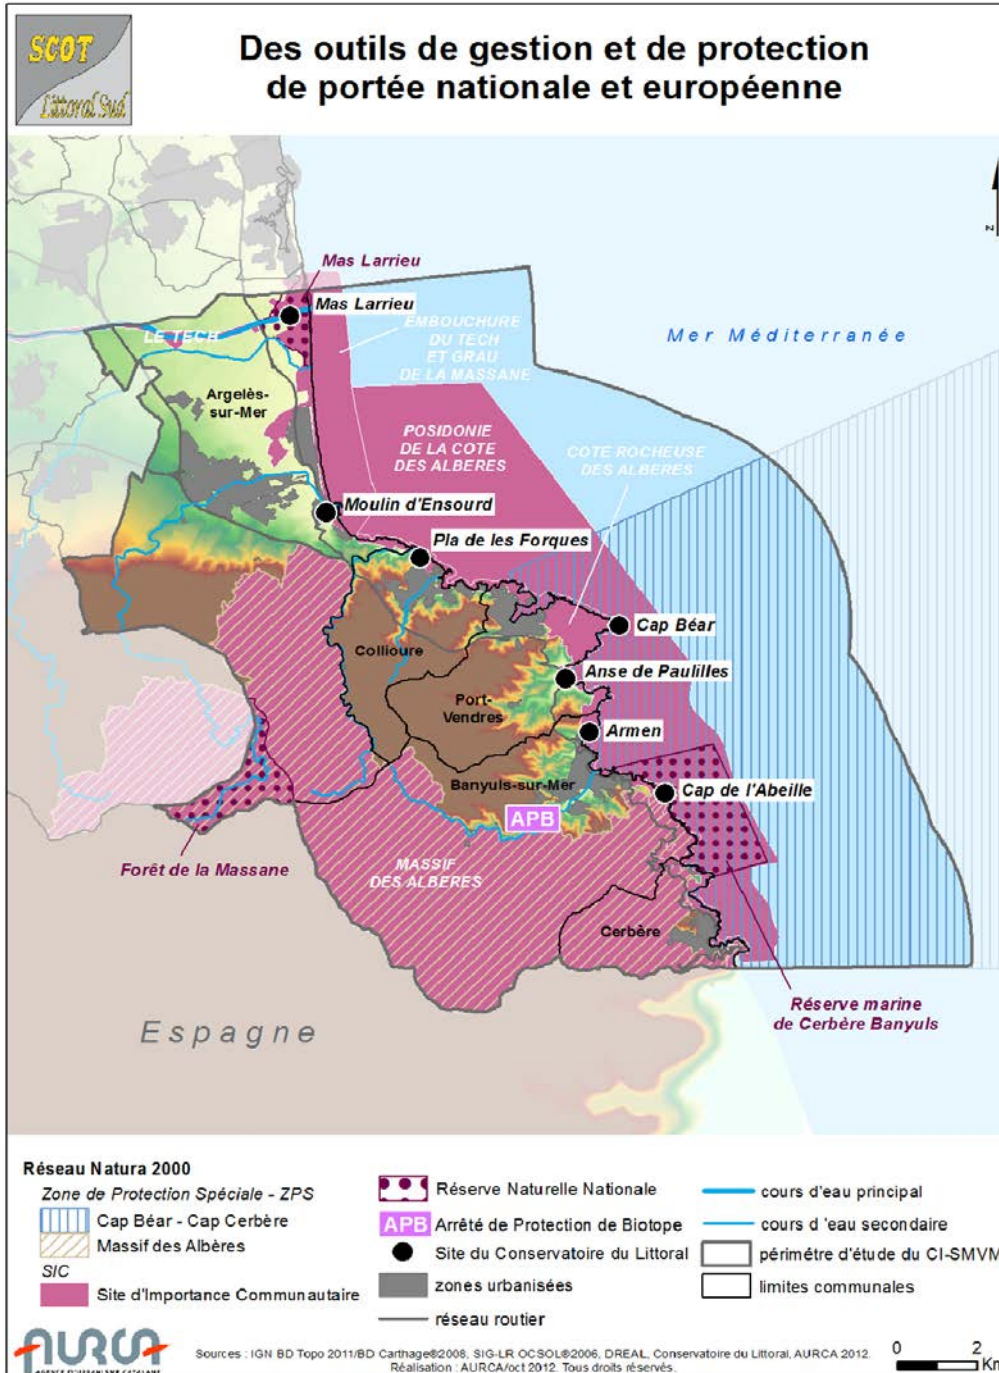 SCOT
Littoral Sud
Des outils de gestion et de protection
de portée nationale et européenne
z
Mas Larrieu
Mas Larrieu
Mer Méditerranée
LE TECH
EMBOUCHURE
DU TECH
ET GRAU
DE LA MASSANE
Argelès-
sur-Mer
POSIDONIE
DE LA COTE
DES ALBERES
COTE ROCHEUSE
DES ALBERES
Moulin d'Ensourd
Pla de les Forques
Cap Béar
Collioure
Anse de Paulilles
Port-
Vendres
Armen
Banyuls-sur-Mer
Cap de l'Abeille
APB
Forêt de la Massane
MASSIF
DES ALBERES
Cerbère
Réserve marine
de Cerbère Banyuls
Espagne
Réseau Natura 2000
Zone de Protection Spéciale - ZPS
Cap Béar - Cap Cerbère
Massif des Albères
SIC
Site d'Importance Communautaire
Réserve Naturelle Nationale
APB Arrêté de Protection de Biotope
Site du Conservatoire du Littoral
zones urbanisées
réseau routier
cours d'eau principal
cours d 'eau secondaire
périmètre d'étude du CI-SMVM
limites communales
AURCA
AGENCE D'URBANISME CATALANE
Sources : IGN BD Topo 2011/BD Carthage®2008, SIG-LR OCSOL®2006, DREAL, Conservatoire du Littoral, AURCA 2012.
Réalisation : AURCA/oct 2012. Tous droits réservés.
0 2
Km